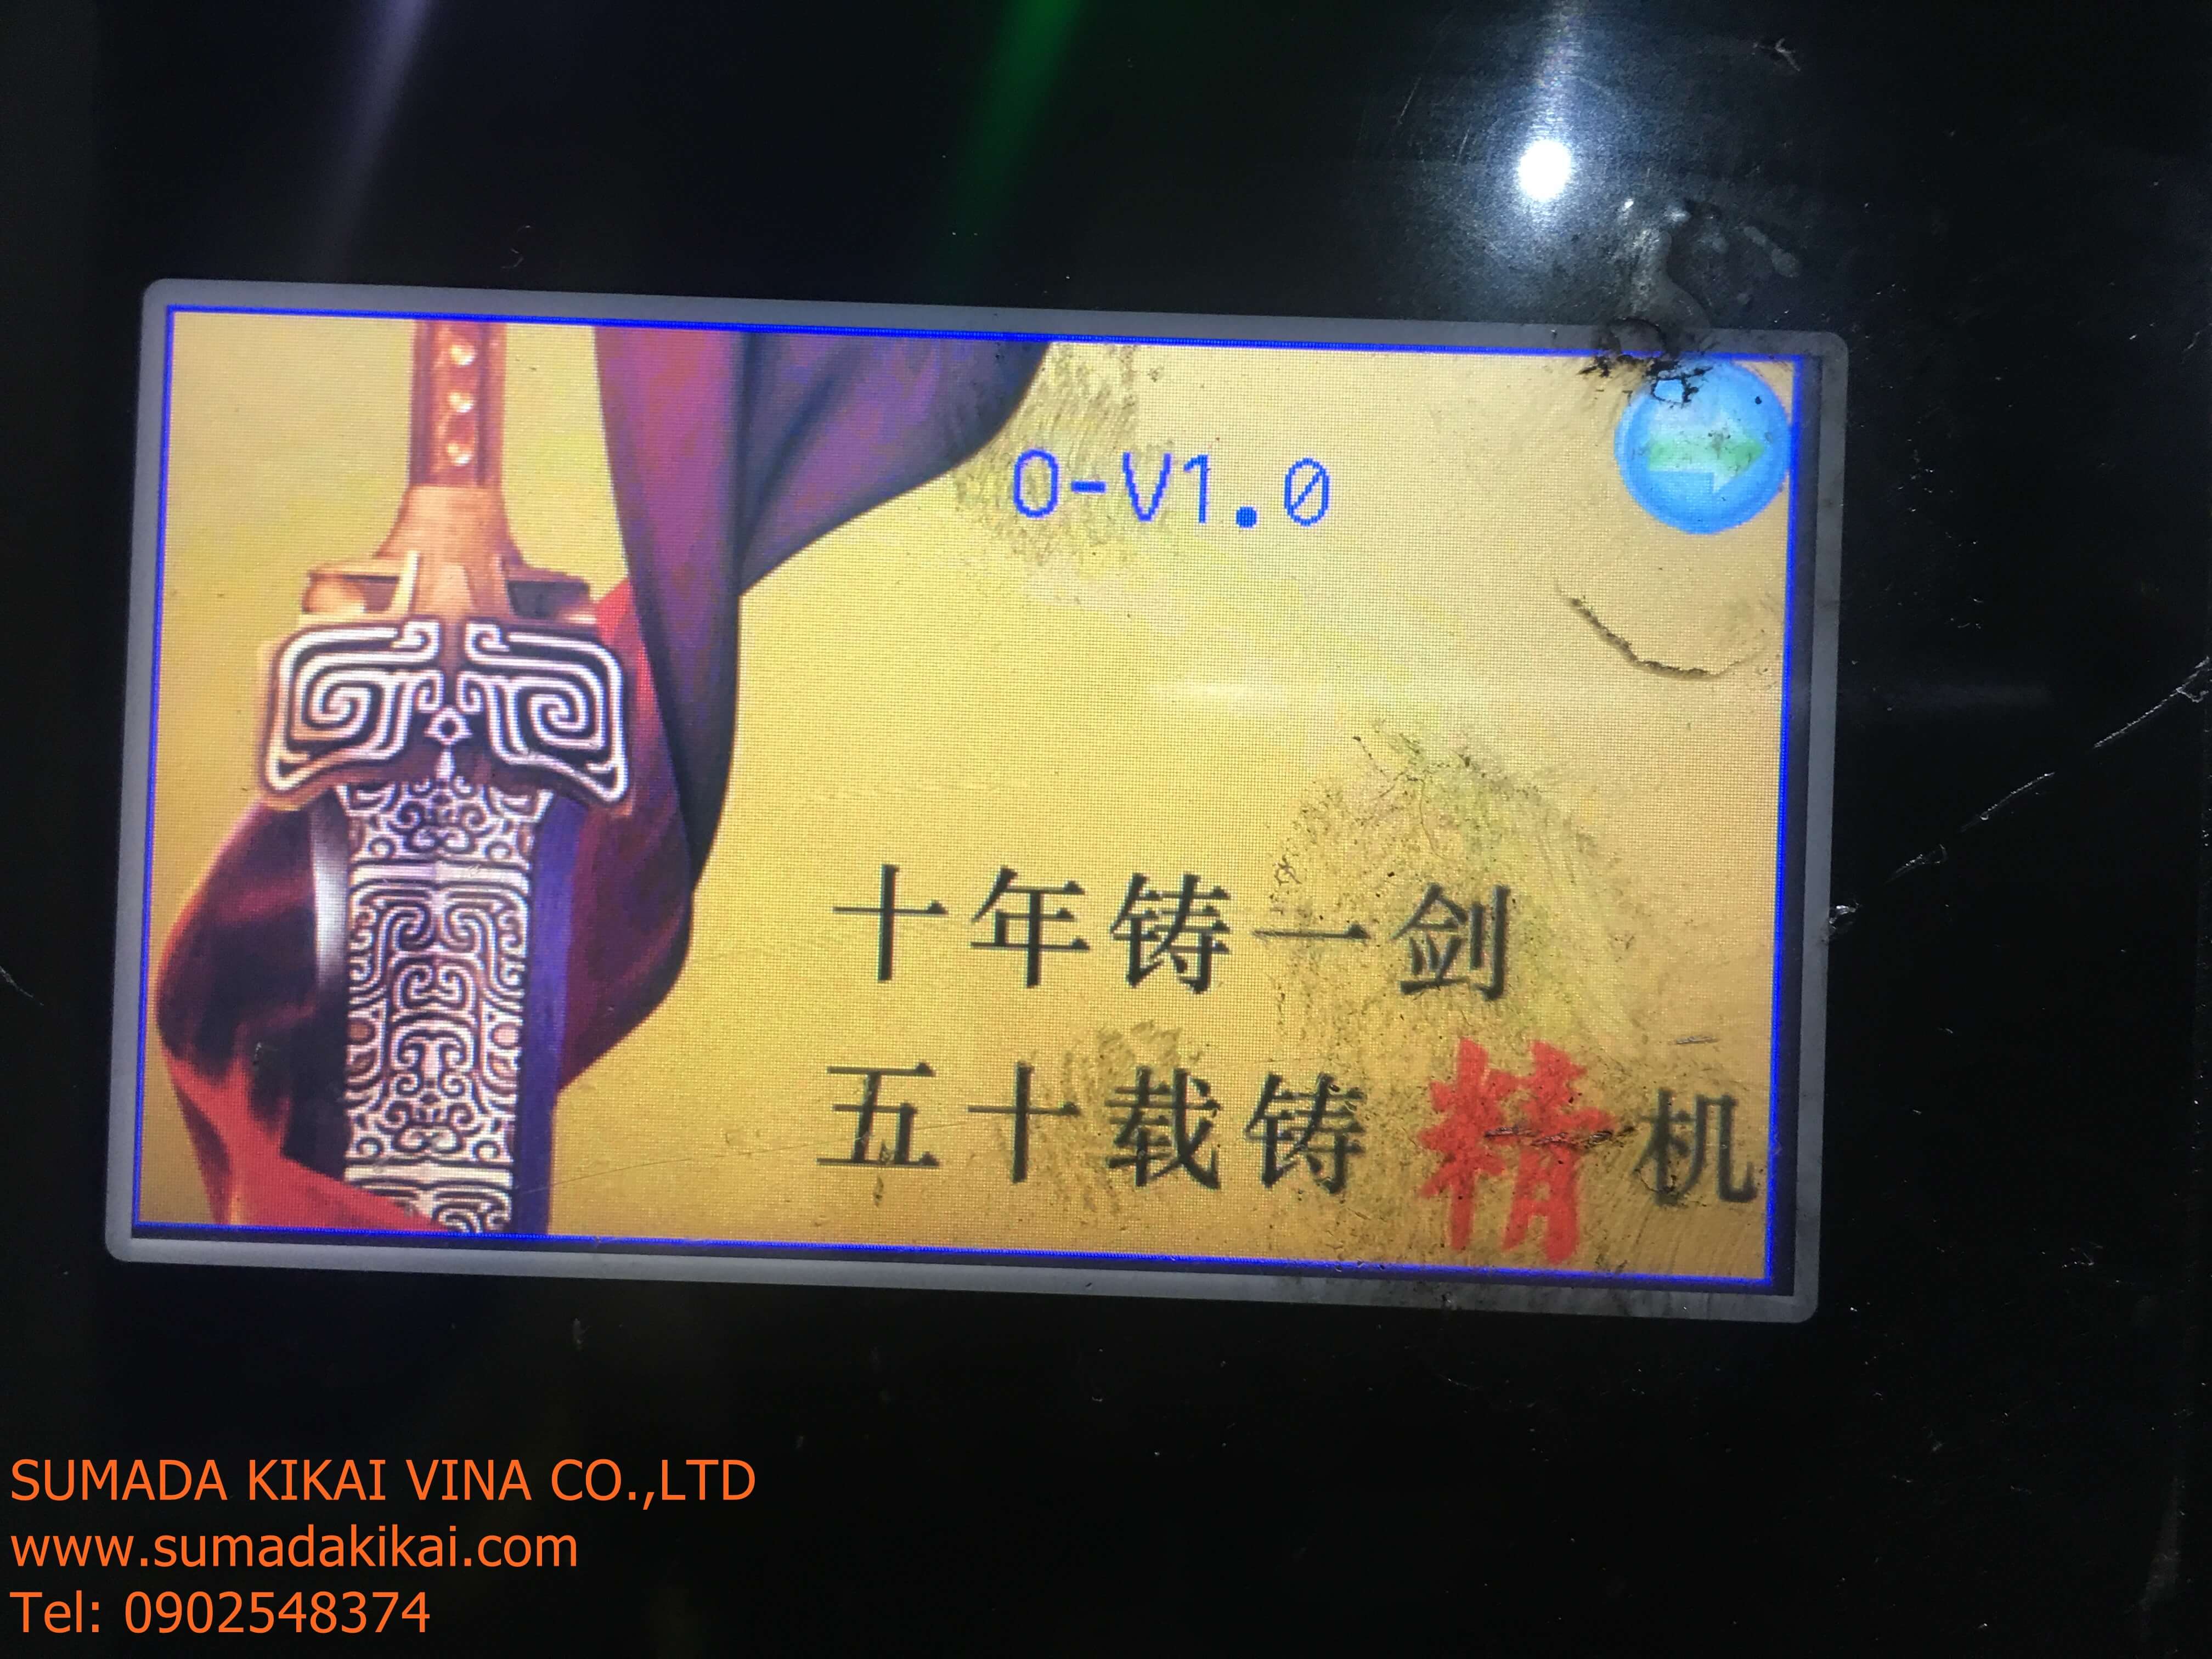 O-V1.0
十年铸一剑
五十载铸精机
SUMADA KIKAI VINA CO.,LTD
www.sumadakikai.com
Tel: 0902548374